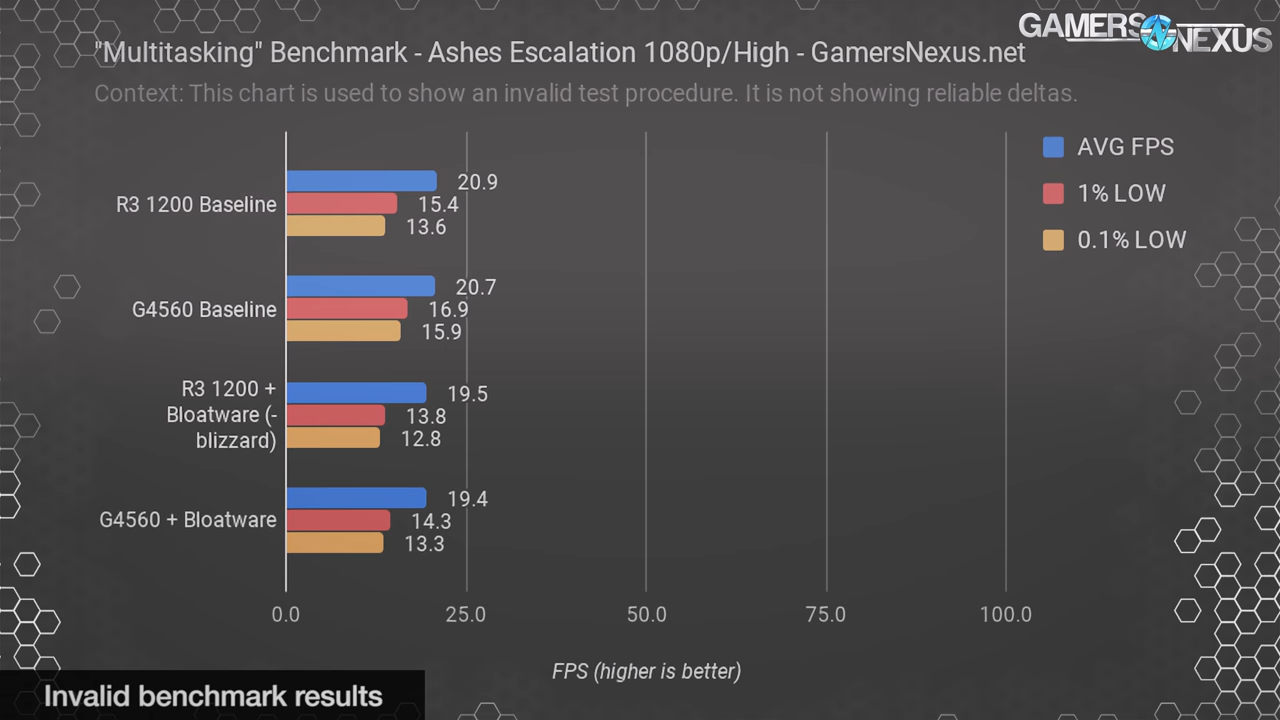 GAMERS NEXUS
"Multitasking" Benchmark - Ashes Escalation 1080p/High - GamersNexus.net
Context: This chart is used to show an invalid test procedure. It is not showing reliable deltas.
AVG FPS
1% LOW
0.1% LOW
R3 1200 Baseline
20.9
15.4
13.6
G4560 Baseline
20.7
16.9
15.9
R3 1200 +
Bloatware (-
blizzard)
19.5
13.8
12.8
G4560 + Bloatware
19.4
14.3
13.3
0.0 25.0 50.0 75.0 100.0
FPS (higher is better)
Invalid benchmark results